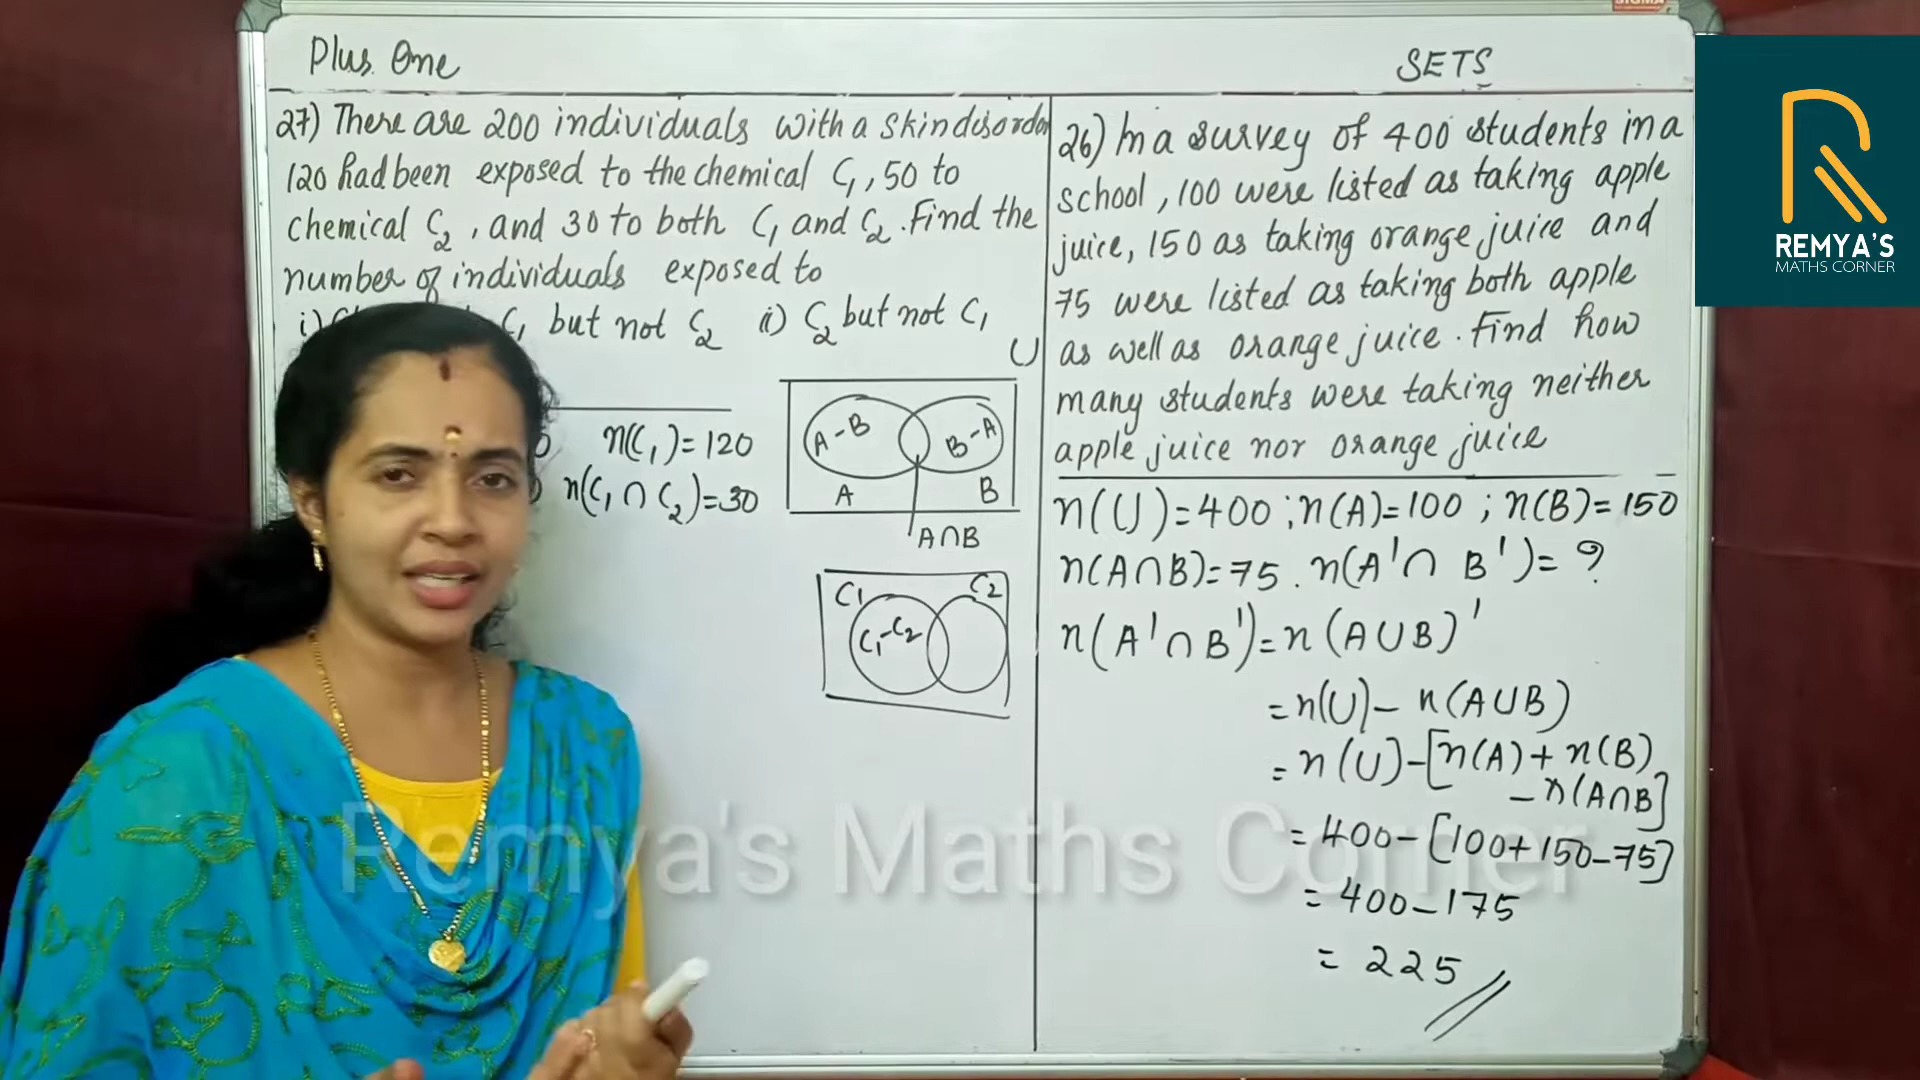 Plus One
SETS
27) There are 200 individuals with a skin disorder
120 had been exposed to the chemical C₁, 50 to
chemical C₂, and 30 to both C₁ and C₂. Find the
number of individuals exposed to
i) C₁ but not C₂ ii) C₂ but not C₁
n(C₁)=120
n(C₁∩C₂)=30
U
A-B
B-A
A
B
A∩B
C1
C2
C₁-C₂
26) In a survey of 400 students in a
school, 100 were listed as taking apple
juice, 150 as taking orange juice and
75 were listed as taking both apple
as well as orange juice. Find how
many students were taking neither
apple juice nor orange juice
n(U)=400; n(A)=100; n(B)=150
n(A∩B)=75. n(A'∩B')=?
n(A'∩B')=n(A∪B)'
=n(U)-n(A∪B)
=n(U)-[n(A)+n(B)
-n(A∩B]
=400-[100+150-75]
=400-175
=225
REMYA'S
MATHS CORNER
Remya's Maths Corner